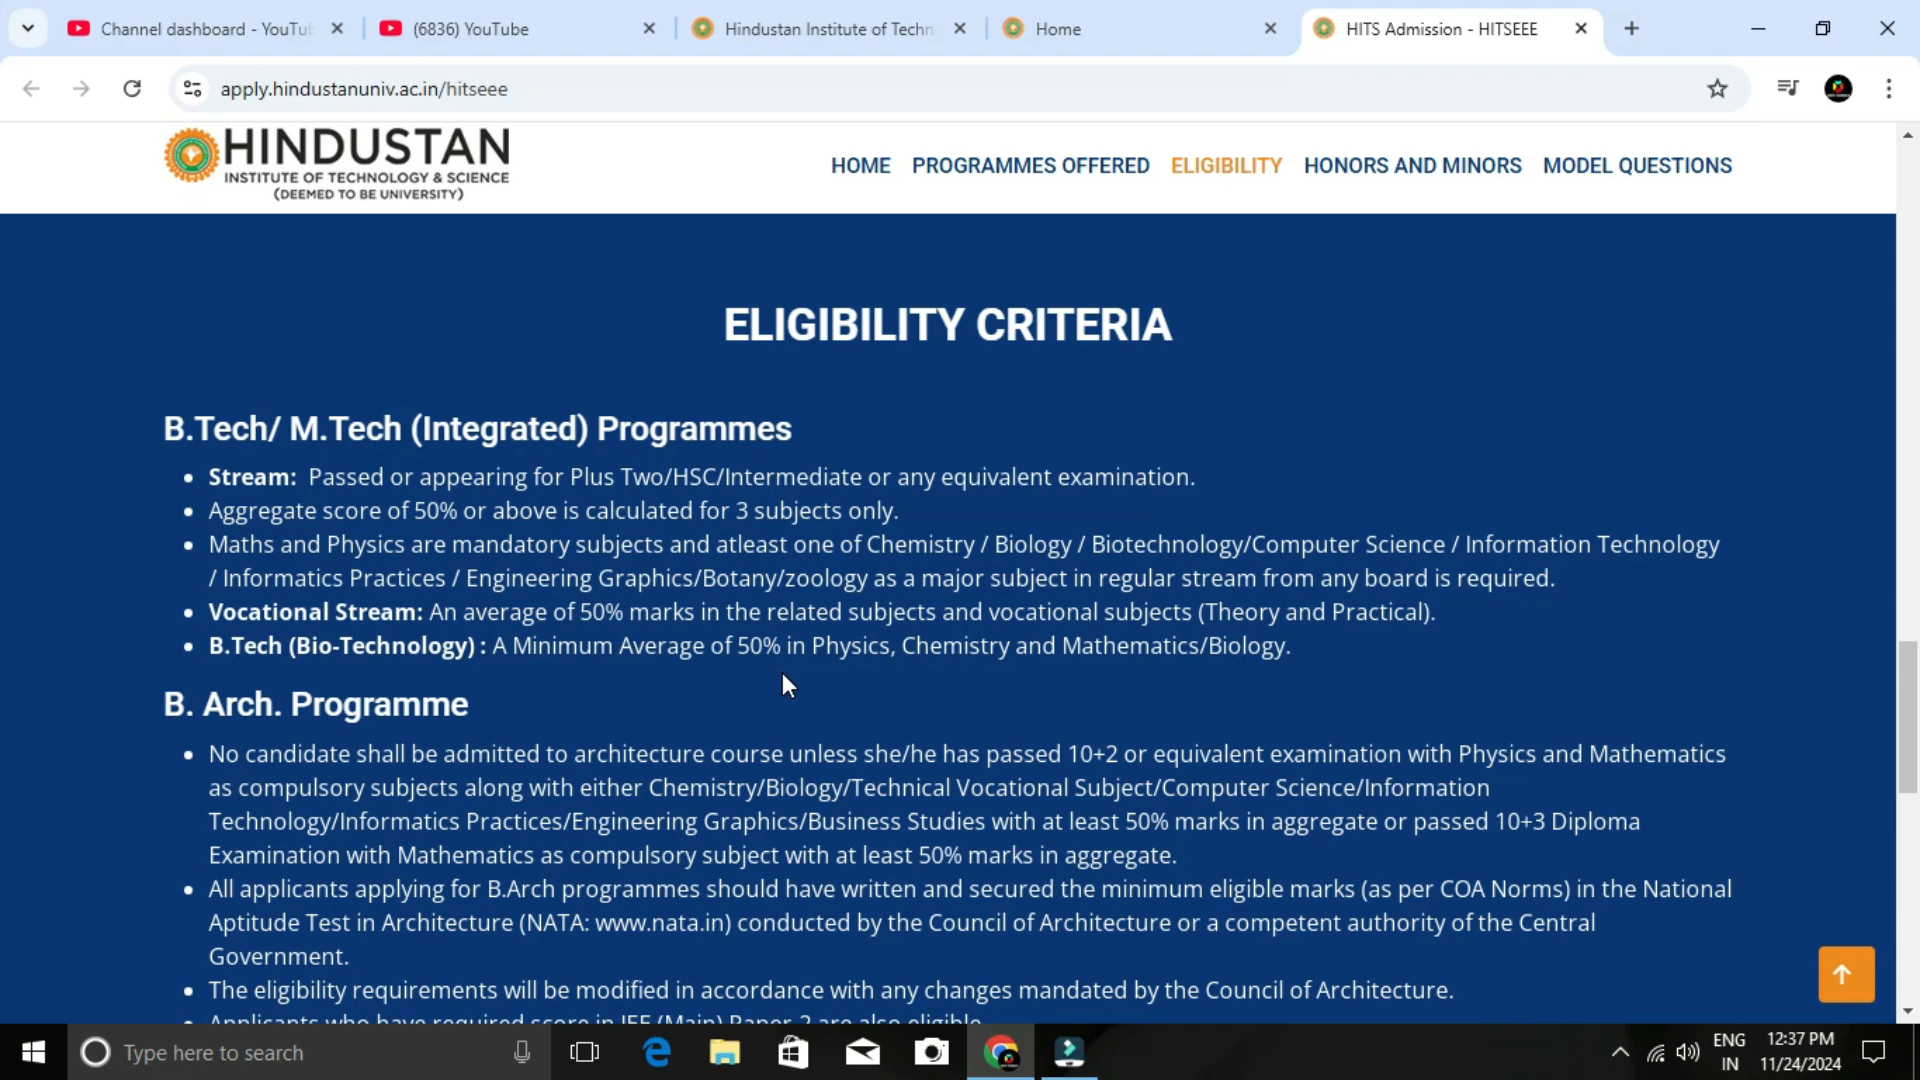 Channel dashboard - YouTu
(6836) YouTube
Hindustan Institute of Techn
Home
HITS Admission - HITSEEE
apply.hindustanuniv.ac.in/hitseee
HINDUSTAN
INSTITUTE OF TECHNOLOGY & SCIENCE
(DEEMED TO BE UNIVERSITY)
HOME PROGRAMMES OFFERED ELIGIBILITY HONORS AND MINORS MODEL QUESTIONS
ELIGIBILITY CRITERIA
B.Tech/ M.Tech (Integrated) Programmes
• Stream: Passed or appearing for Plus Two/HSC/Intermediate or any equivalent examination.
• Aggregate score of 50% or above is calculated for 3 subjects only.
• Maths and Physics are mandatory subjects and atleast one of Chemistry / Biology / Biotechnology/Computer Science / Information Technology
/ Informatics Practices / Engineering Graphics/Botany/zoology as a major subject in regular stream from any board is required.
• Vocational Stream: An average of 50% marks in the related subjects and vocational subjects (Theory and Practical).
• B.Tech (Bio-Technology) : A Minimum Average of 50% in Physics, Chemistry and Mathematics/Biology.
B. Arch. Programme
• No candidate shall be admitted to architecture course unless she/he has passed 10+2 or equivalent examination with Physics and Mathematics
as compulsory subjects along with either Chemistry/Biology/Technical Vocational Subject/Computer Science/Information
Technology/Informatics Practices/Engineering Graphics/Business Studies with at least 50% marks in aggregate or passed 10+3 Diploma
Examination with Mathematics as compulsory subject with at least 50% marks in aggregate.
• All applicants applying for B.Arch programmes should have written and secured the minimum eligible marks (as per COA Norms) in the National
Aptitude Test in Architecture (NATA: www.nata.in) conducted by the Council of Architecture or a competent authority of the Central
Government.
• The eligibility requirements will be modified in accordance with any changes mandated by the Council of Architecture.
• Applicants who have required score in JEE (Main) Paper 2 are also eligible
Type here to search
ENG
IN
12:37 PM
11/24/2024